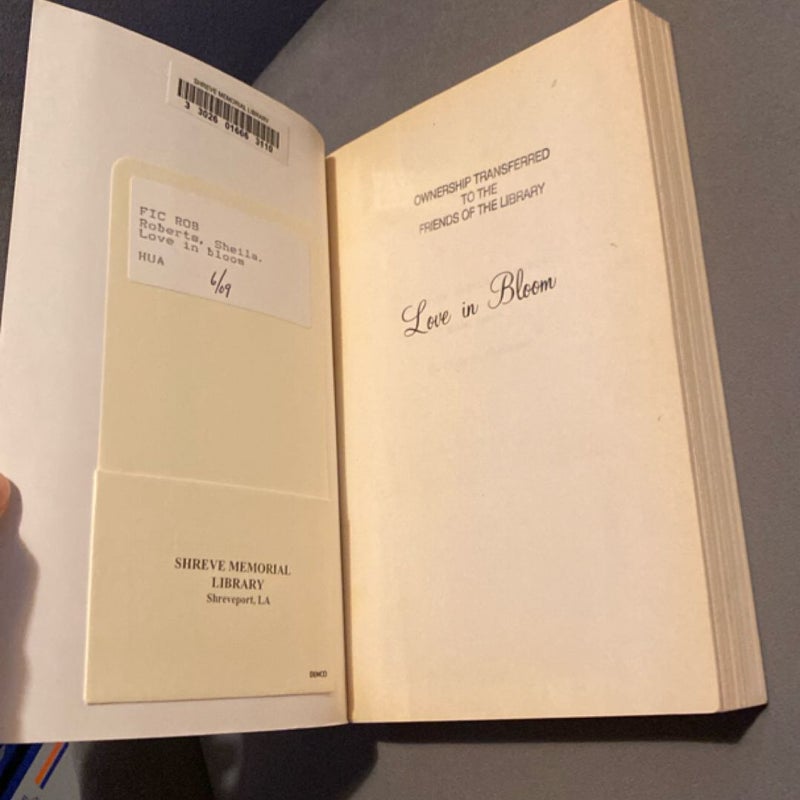 SHREVE MEMORIAL LIBRARY
3 3026 01666 3110
FIC ROB
Roberts, Sheila.
Love in bloom
HUA
6/09
SHREVE MEMORIAL
LIBRARY
Shreveport, LA
DEMCO
OWNERSHIP TRANSFERRED
TO THE
FRIENDS OF THE LIBRARY
Love in Bloom